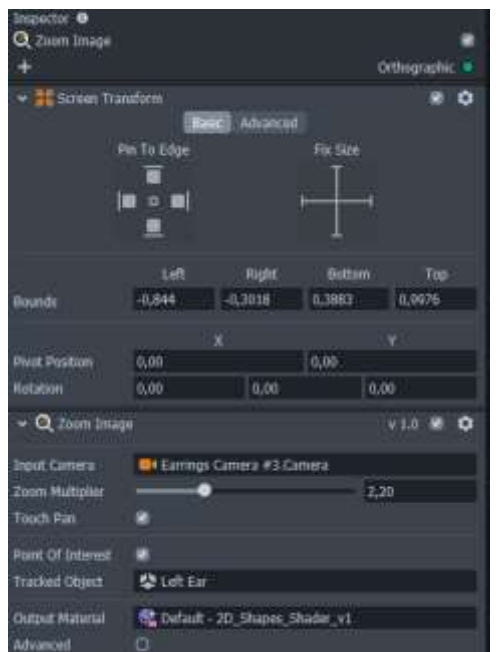 Inspector
Zoom Image
+ Orthographic
Screen Transform
Basic Advanced
Pin To Edge Fix Size
Left Right Bottom Top
Bounds -0,844 -0,3018 0,3883 0,0976
X Y
Pivot Position 0,00 0,00
Rotation 0,00 0,00 0,00
Zoom Image v 1.0
Input Camera Earrings Camera #3.Camera
Zoom Multiplier 2,20
Touch Pan
Point Of Interest
Tracked Object Left Ear
Output Material Default - 2D_Shapes_Shader_v1
Advanced